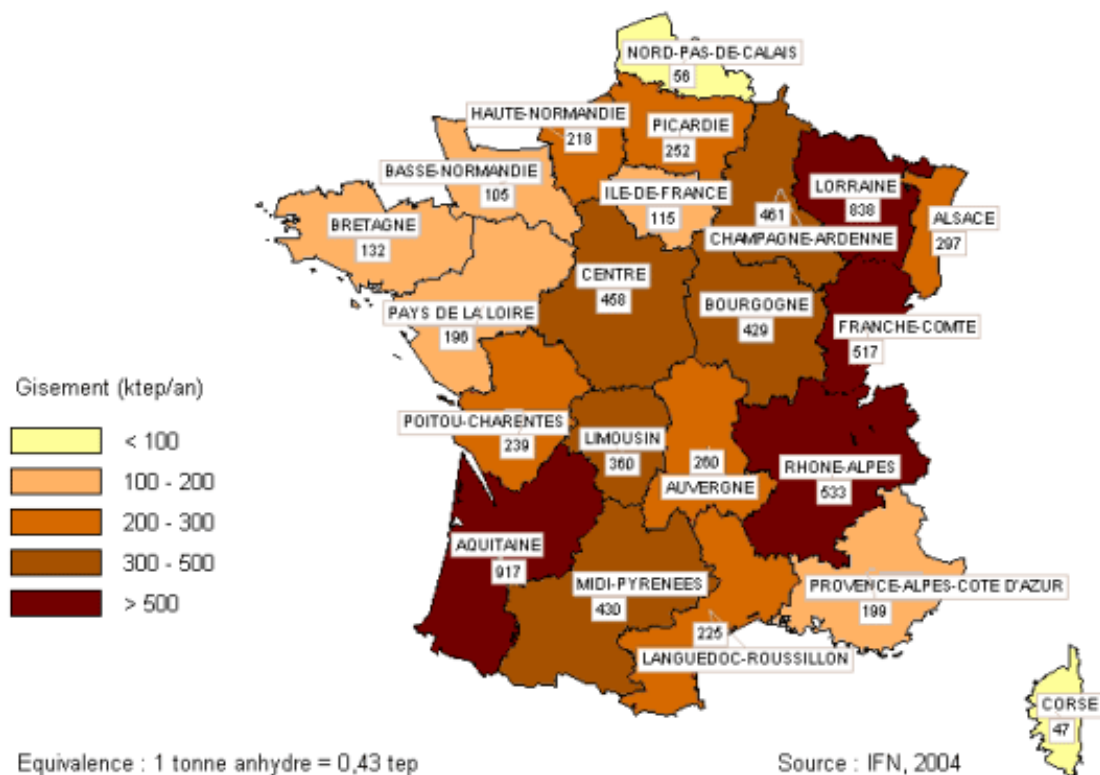 NORD-PAS-DE-CALAIS
56
HAUTE-NORMANDIE
218
PICARDIE
252
BASSE-NORMANDIE
105
ILE-DE-FRANCE
115
LORRAINE
838
ALSACE
297
461
CHAMPAGNE-ARDENNE
BRETAGNE
132
CENTRE
458
BOURGOGNE
429
PAYS DE LA LOIRE
196
FRANCHE-COMTE
517
Gisement (ktep/an)
< 100
100 - 200
200 - 300
300 - 500
> 500
POITOU-CHARENTES
239
LIMOUSIN
360
260
AUVERGNE
RHONE-ALPES
533
AQUITAINE
917
MIDI-PYRENEES
430
PROVENCE-ALPES-COTE D'AZUR
199
225
LANGUEDOC-ROUSSILLON
CORSE
47
Equivalence : 1 tonne anhydre = 0,43 tep
Source : IFN, 2004